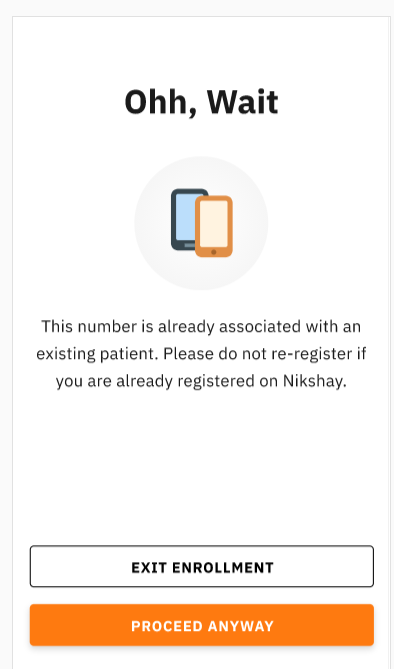 Ohh, Wait
This number is already associated with an
existing patient. Please do not re-register if
you are already registered on Nikshay.
EXIT ENROLLMENT
PROCEED ANYWAY